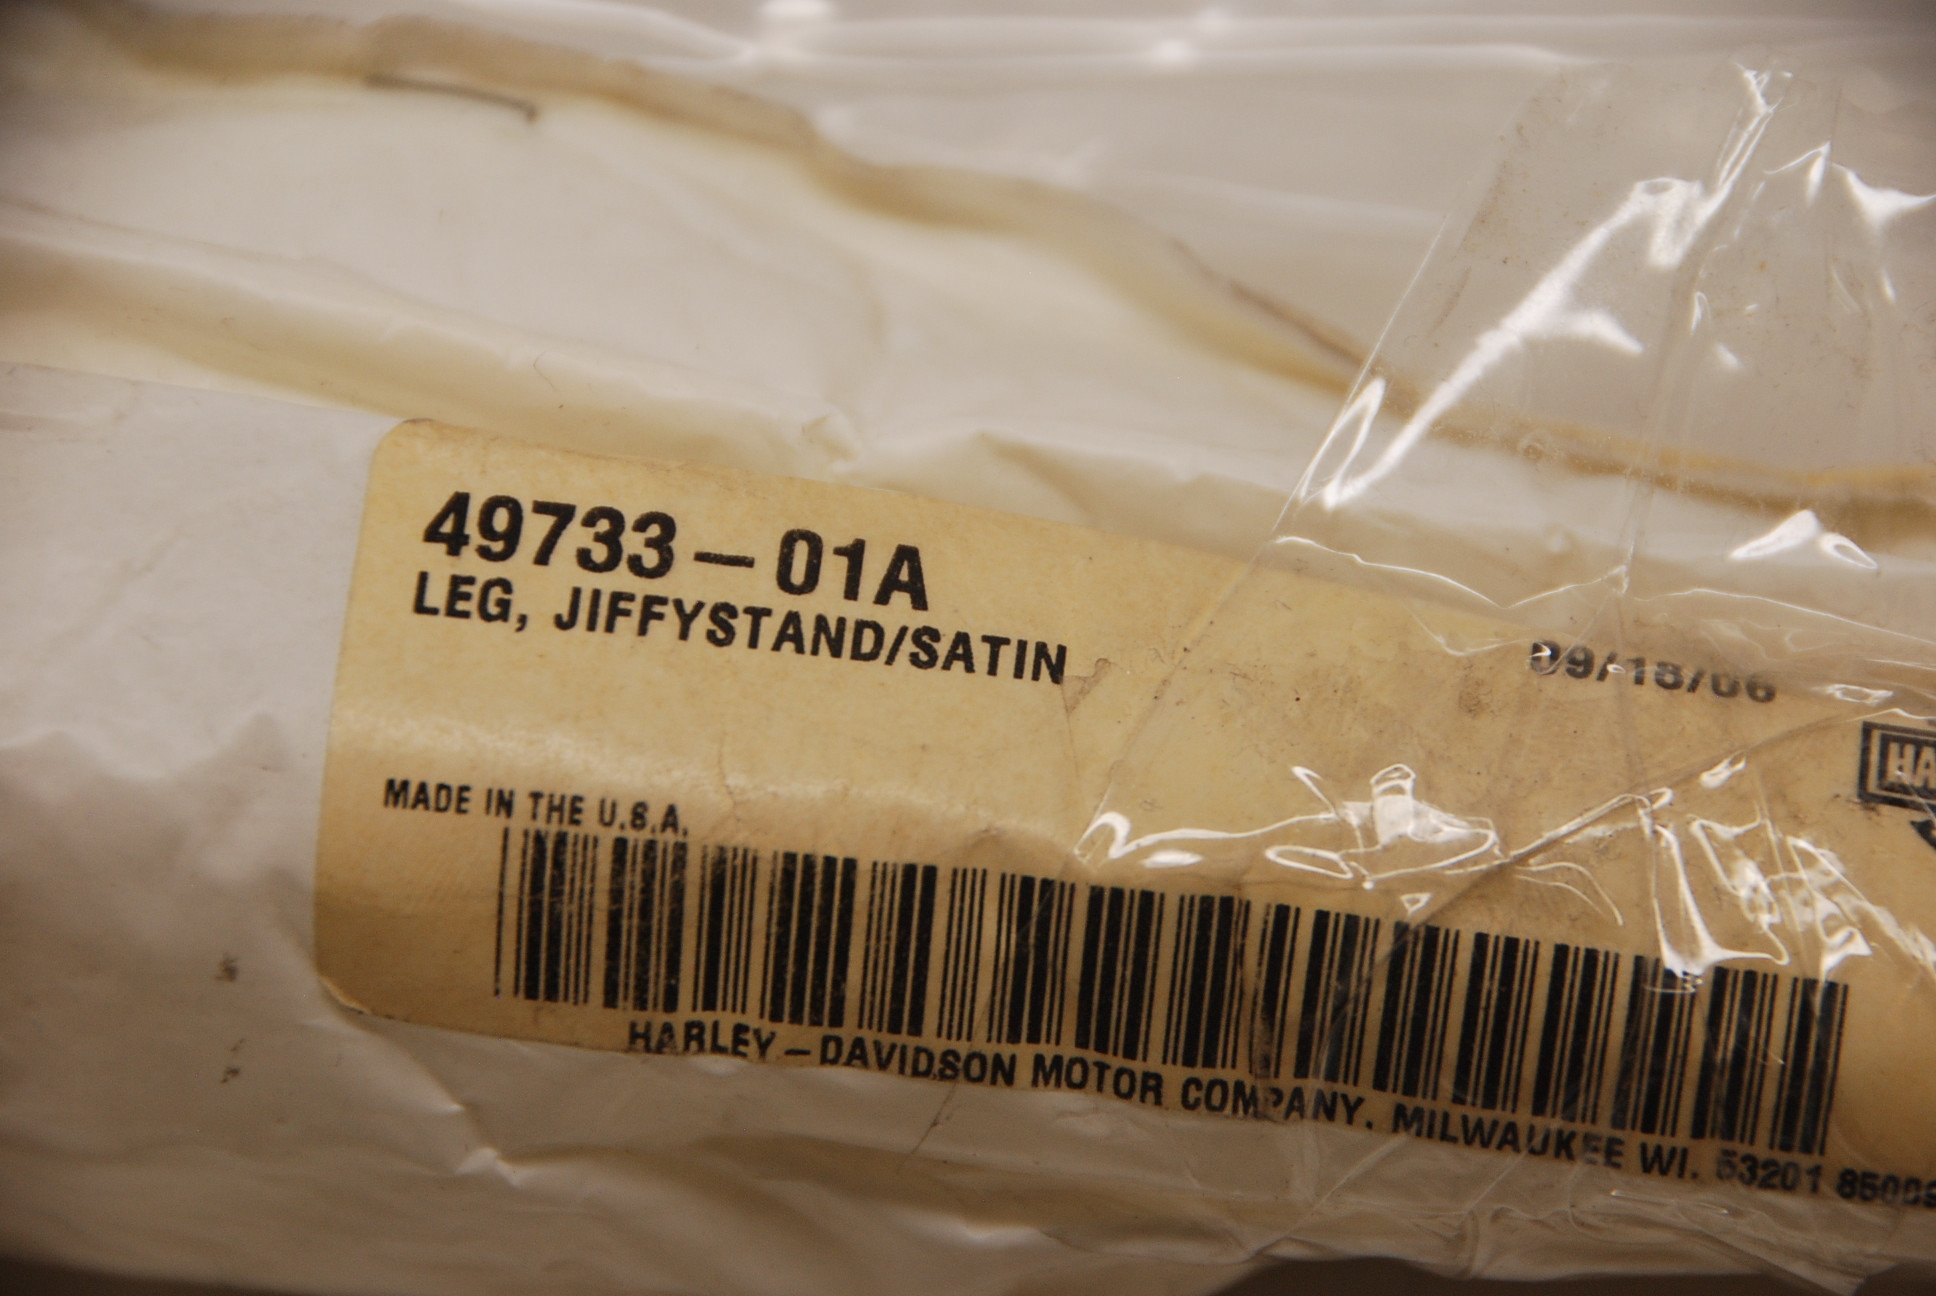 49733-01A
LEG, JIFFYSTAND/SATIN
09/18/06
MADE IN THE U.S.A.
HARLEY-DAVIDSON MOTOR COMPANY, MILWAUKEE WI. 53201